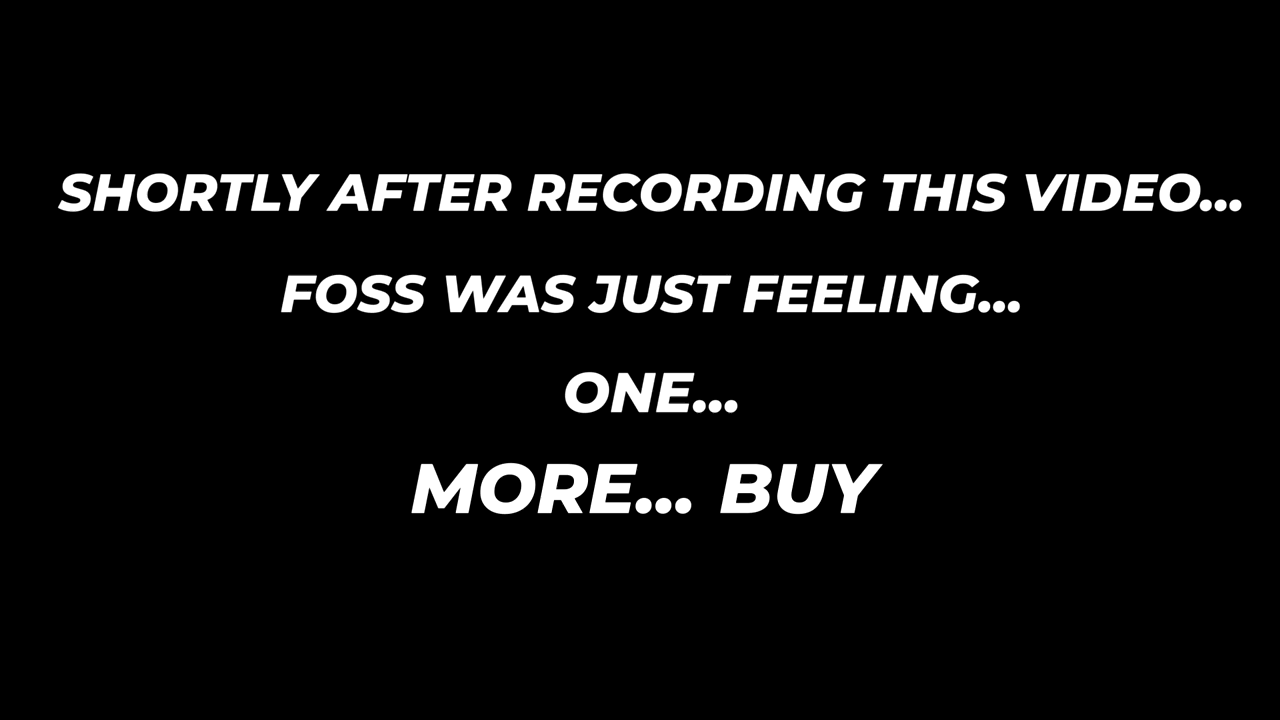 SHORTLY AFTER RECORDING THIS VIDEO...
FOSS WAS JUST FEELING...
ONE...
MORE... BUY